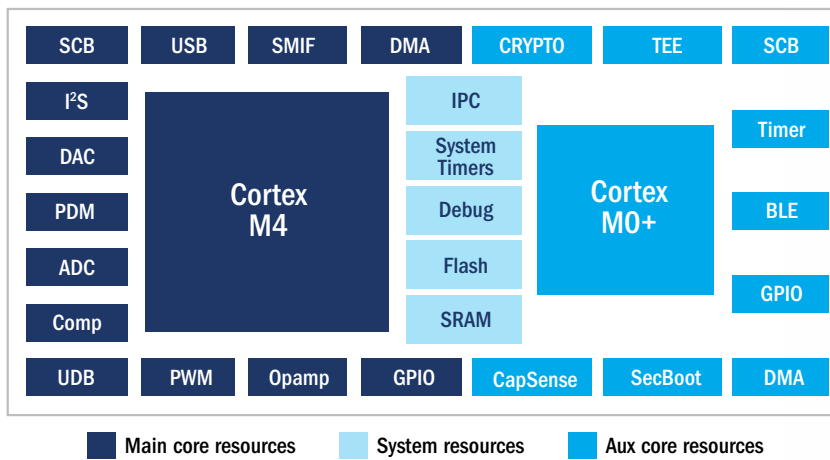 SCB USB SMIF DMA CRYPTO TEE SCB
I²S
DAC
PDM
ADC
Comp
Cortex
M4
IPC
System
Timers
Debug
Flash
SRAM
Cortex
M0+
Timer
BLE
GPIO
UDB PWM Opamp GPIO CapSense SecBoot DMA
Main core resources System resources Aux core resources